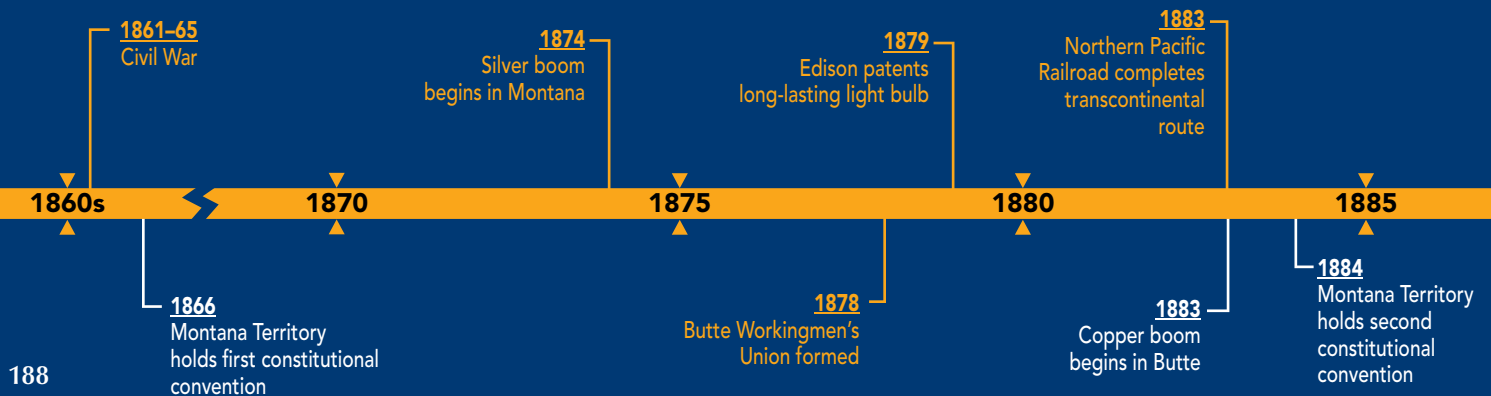 1861–65
Civil War
1874
Silver boom
begins in Montana
1879
Edison patents
long-lasting light bulb
1883
Northern Pacific
Railroad completes
transcontinental
route
1860s
1870
1875
1880
1885
1866
Montana Territory
holds first constitutional
convention
1878
Butte Workingmen's
Union formed
1883
Copper boom
begins in Butte
1884
Montana Territory
holds second
constitutional
convention
188